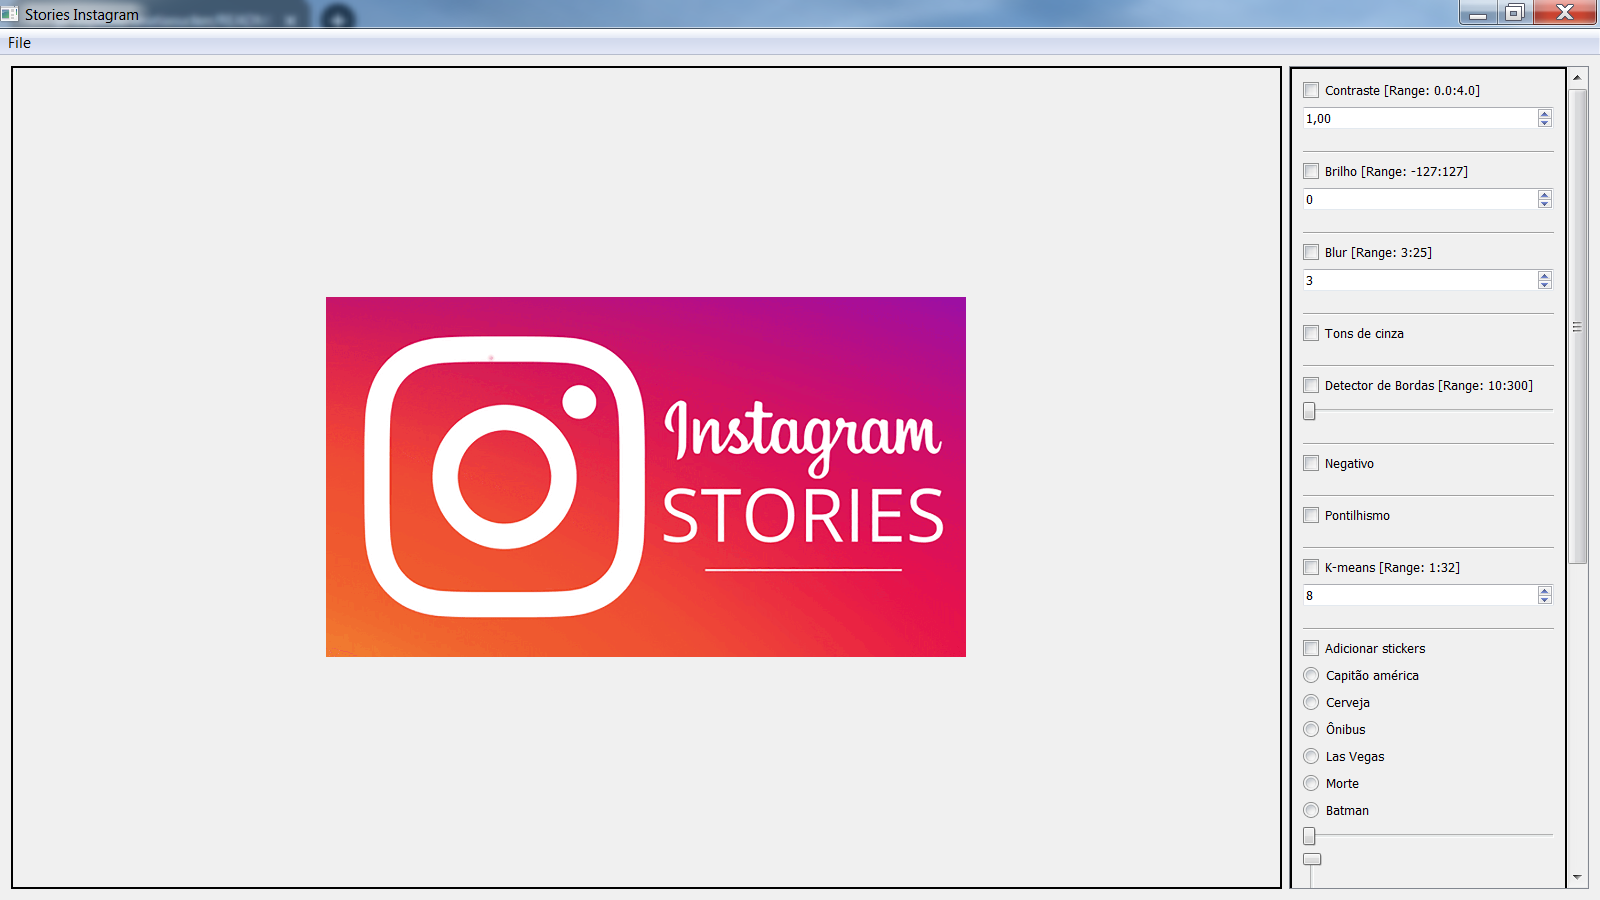 Stories Instagram
File
Instagram
STORIES
Contraste [Range: 0.0:4.0]
1,00
Brilho [Range: -127:127]
0
Blur [Range: 3:25]
3
Tons de cinza
Detector de Bordas [Range: 10:300]
Negativo
Pontilhismo
K-means [Range: 1:32]
8
Adicionar stickers
Capitão américa
Cerveja
Ônibus
Las Vegas
Morte
Batman